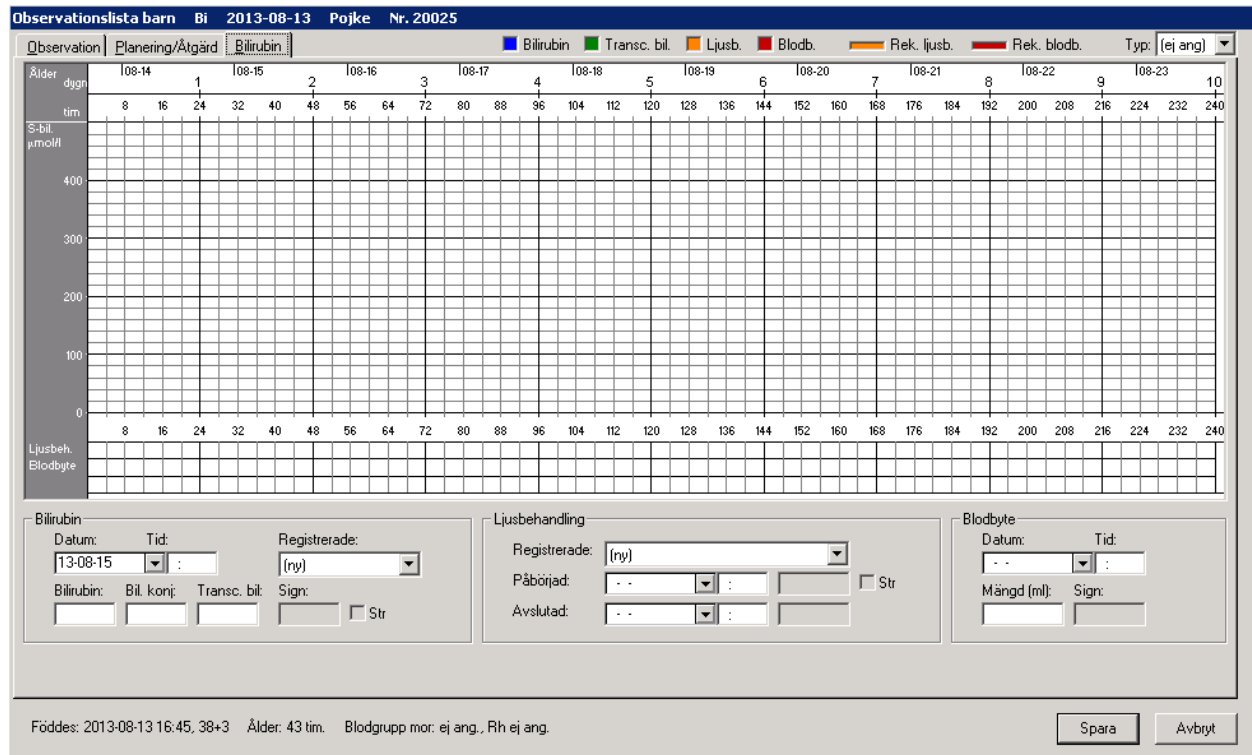 Observationslista barn Bi 2013-08-13 Pojke Nr. 20025
Observation Planering/Åtgärd Bilirubin Bilirubin Transc. bil. Ljusb. Blodb. Rek. ljusb. Rek. blodb. Typ: (ej ang)
Ålder 08-14 08-15 08-16 08-17 08-18 08-19 08-20 08-21 08-22 08-23
dygn 1 2 3 4 5 6 7 8 9 10
tim 8 16 24 32 40 48 56 64 72 80 88 96 104 112 120 128 136 144 152 160 168 176 184 192 200 208 216 224 232 240
S-bil.
µmol/l
400
300
200
100
0
8 16 24 32 40 48 56 64 72 80 88 96 104 112 120 128 136 144 152 160 168 176 184 192 200 208 216 224 232 240
Ljusbeh.
Blodbyte
Bilirubin
Datum: Tid: Registrerade:
13-08-15 : (ny)
Bilirubin: Bil. konj: Transc. bil: Sign:
Str
Ljusbehandling
Registrerade: (ny)
Påbörjad: - - : Str
Avslutad: - - :
Blodbyte
Datum: Tid:
- - :
Mängd (ml): Sign:
Föddes: 2013-08-13 16:45, 38+3 Ålder: 43 tim. Blodgrupp mor: ej ang., Rh ej ang.
Spara Avbryt